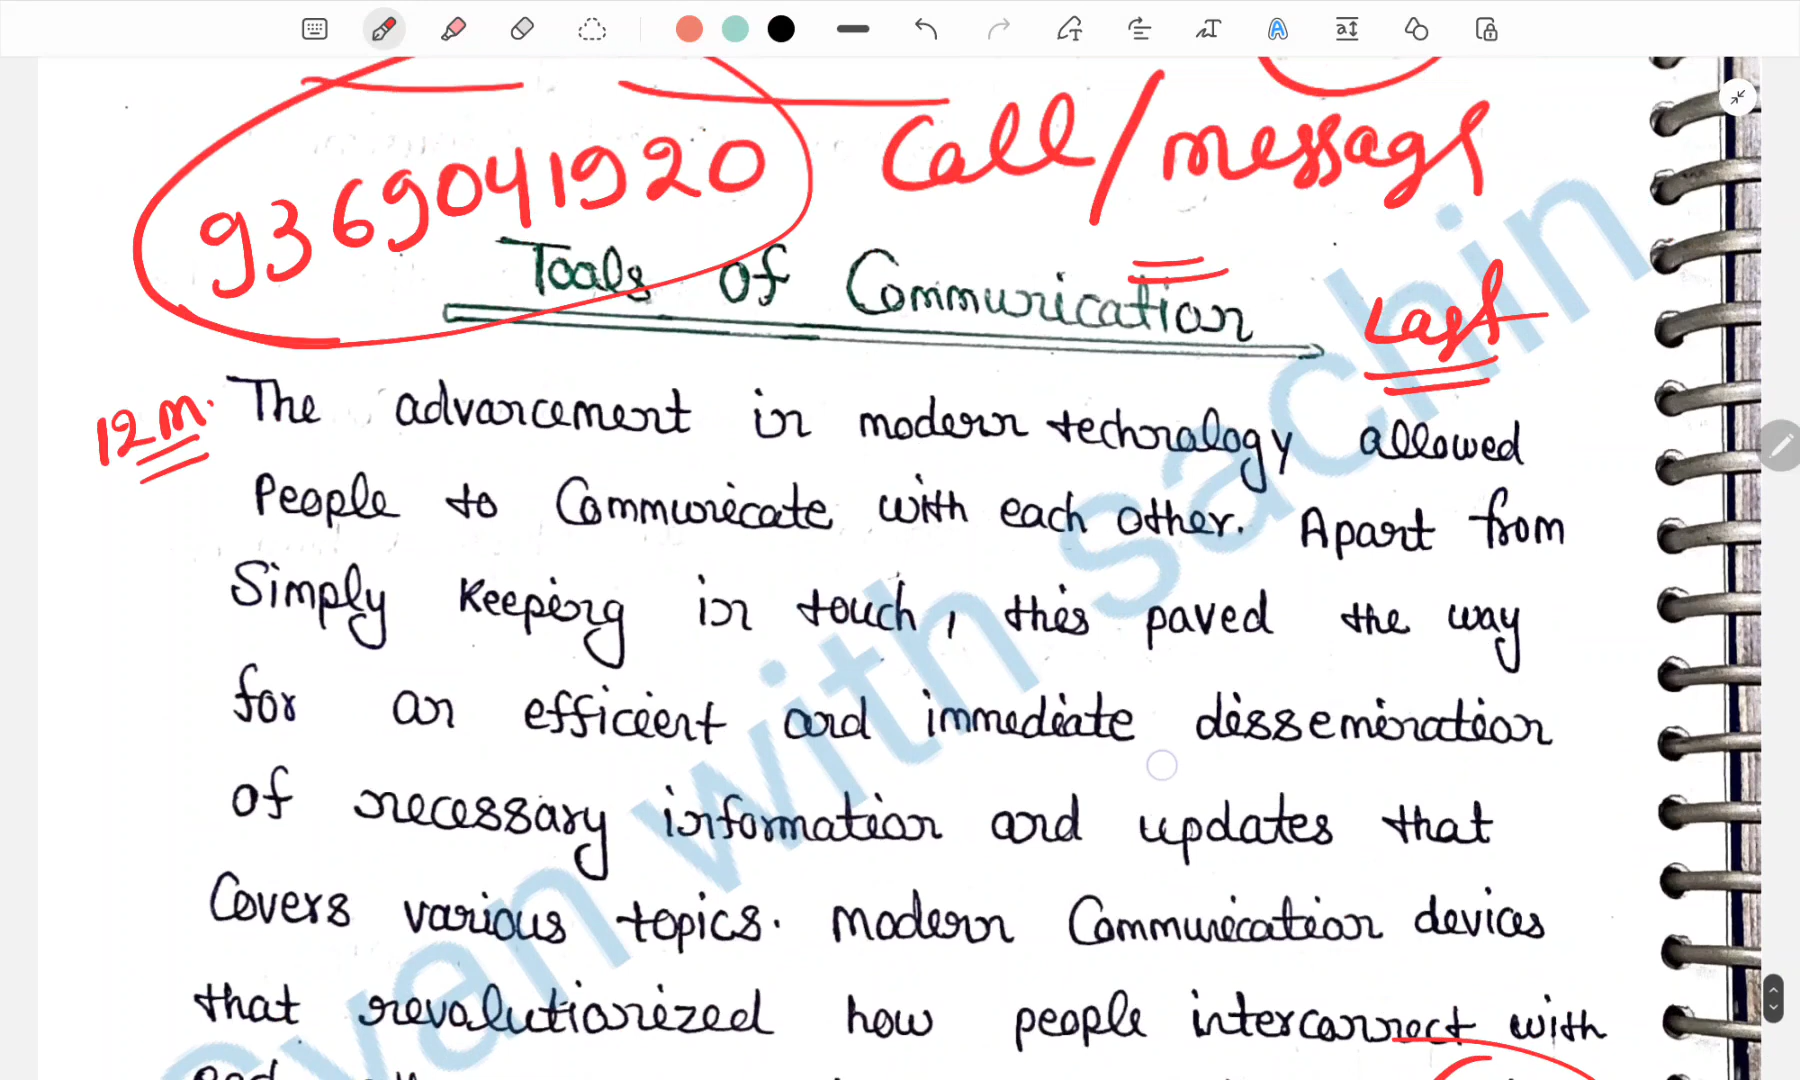 9369041920 Call/message
Tools of Communication
Last
12 m.
The advancement in modern technology allowed
People to Communicate with each other. Apart from
Simply Keeping in touch, this paved the way
for an efficient and immediate dissemination
of necessary information and updates that
Covers various topics. Modern Communication devices
that revolutionized how people interconnect with
with sachin